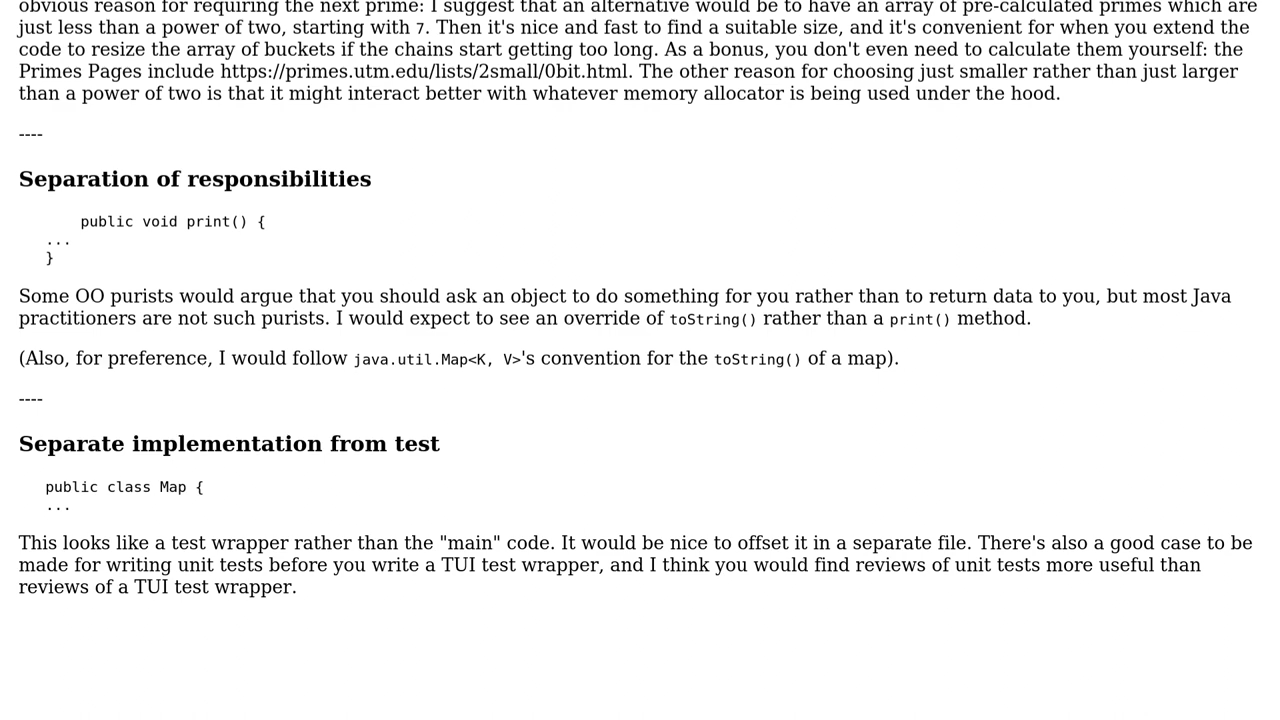 obvious reason for requiring the next prime: I suggest that an alternative would be to have an array of pre-calculated primes which are
just less than a power of two, starting with 7. Then it's nice and fast to find a suitable size, and it's convenient for when you extend the
code to resize the array of buckets if the chains start getting too long. As a bonus, you don't even need to calculate them yourself: the
Primes Pages include https://primes.utm.edu/lists/2small/0bit.html. The other reason for choosing just smaller rather than just larger
than a power of two is that it might interact better with whatever memory allocator is being used under the hood.
----
Separation of responsibilities
public void print() {
...
}
Some OO purists would argue that you should ask an object to do something for you rather than to return data to you, but most Java
practitioners are not such purists. I would expect to see an override of toString() rather than a print() method.
(Also, for preference, I would follow java.util.Map<K, V>'s convention for the toString() of a map).
----
Separate implementation from test
public class Map {
...
This looks like a test wrapper rather than the "main" code. It would be nice to offset it in a separate file. There's also a good case to be
made for writing unit tests before you write a TUI test wrapper, and I think you would find reviews of unit tests more useful than
reviews of a TUI test wrapper.